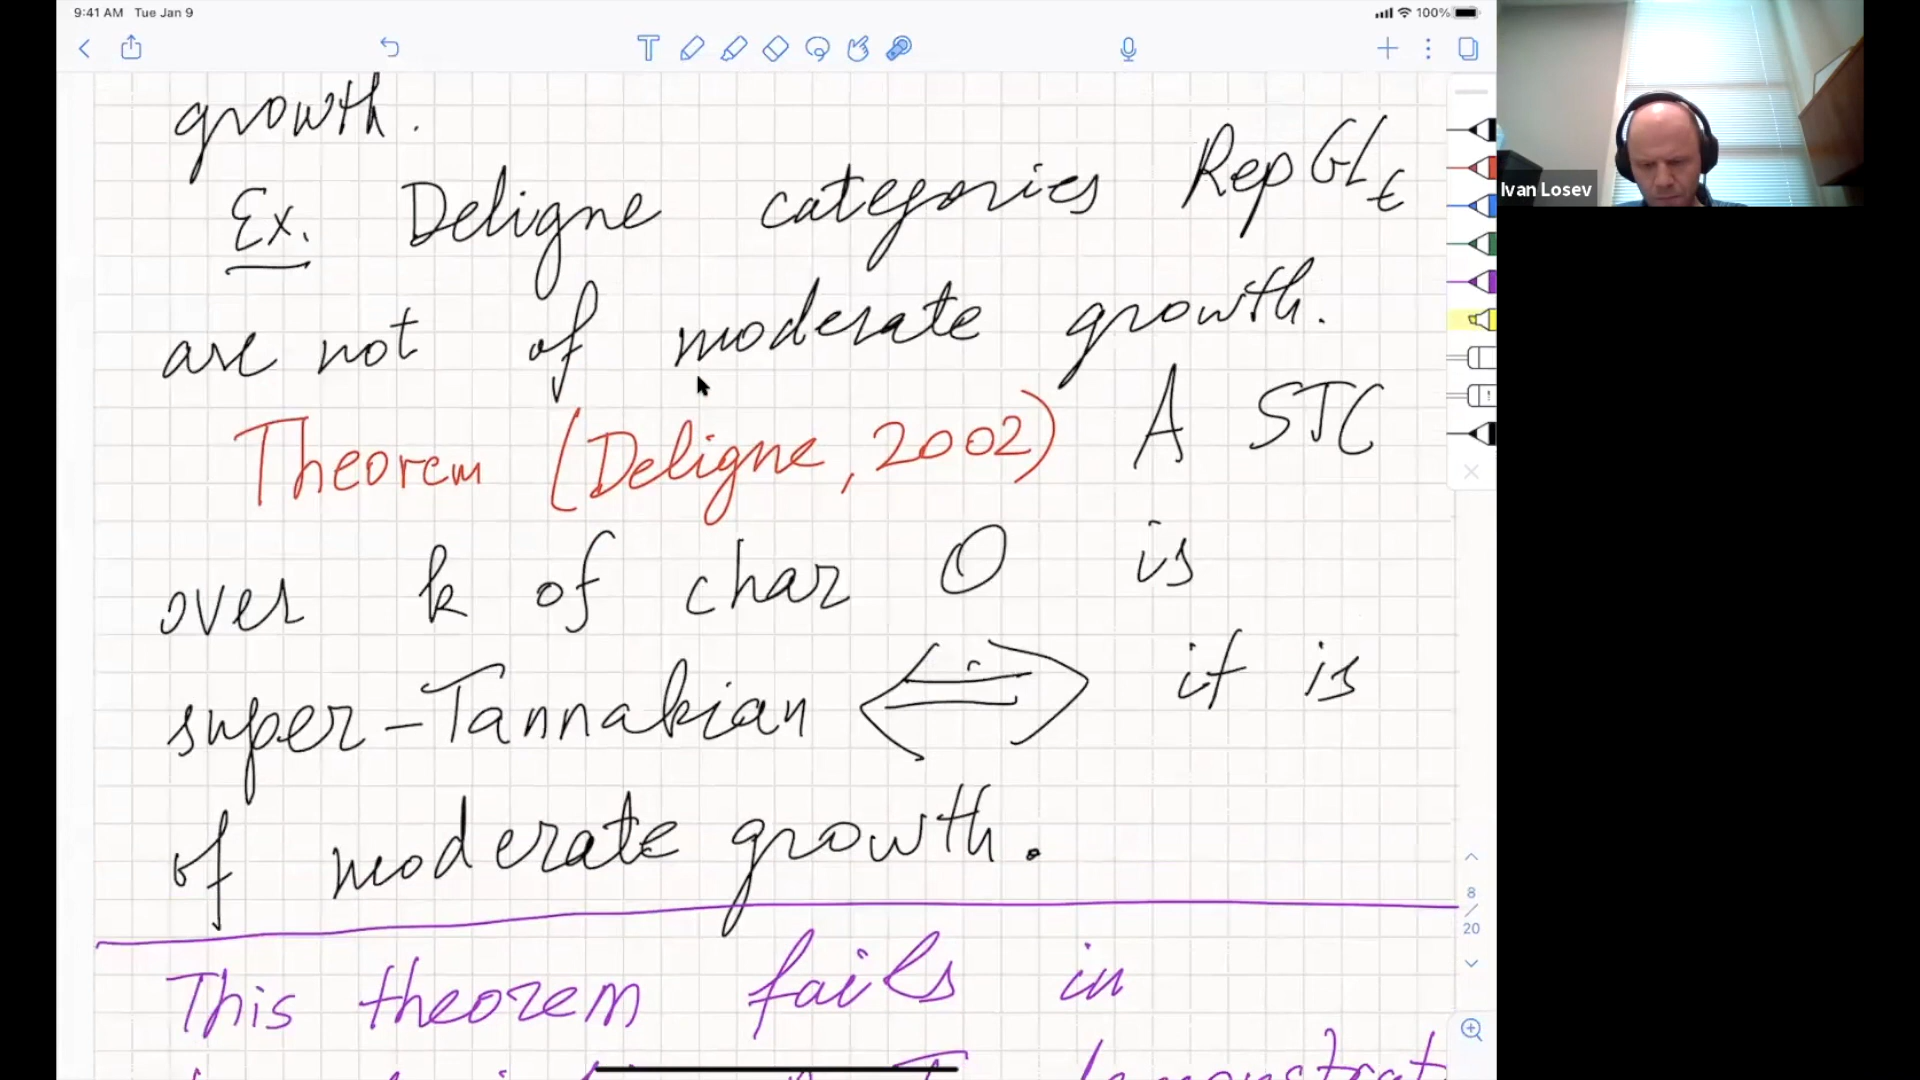 9:41 AM Tue Jan 9
100%
growth.
Ex. Deligne categories Rep GL_t
are not of moderate growth.
Theorem (Deligne, 2002) A STC
over k of char 0 is
super-Tannakian ⟺ it is
of moderate growth.
This theorem fails in
Ivan Losev
8
20